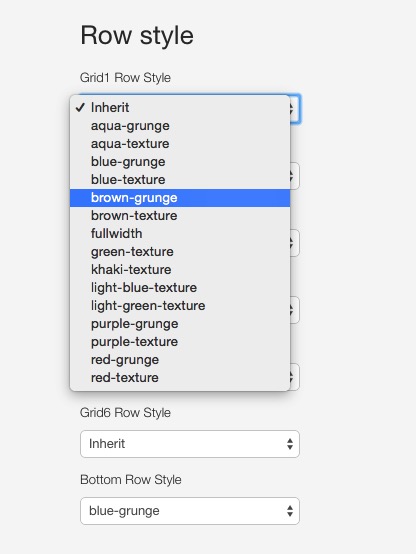 Row style
Grid1 Row Style
✓ Inherit
aqua-grunge
aqua-texture
blue-grunge
blue-texture
brown-grunge
brown-texture
fullwidth
green-texture
khaki-texture
light-blue-texture
light-green-texture
purple-grunge
purple-texture
red-grunge
red-texture
Grid6 Row Style
Inherit
Bottom Row Style
blue-grunge